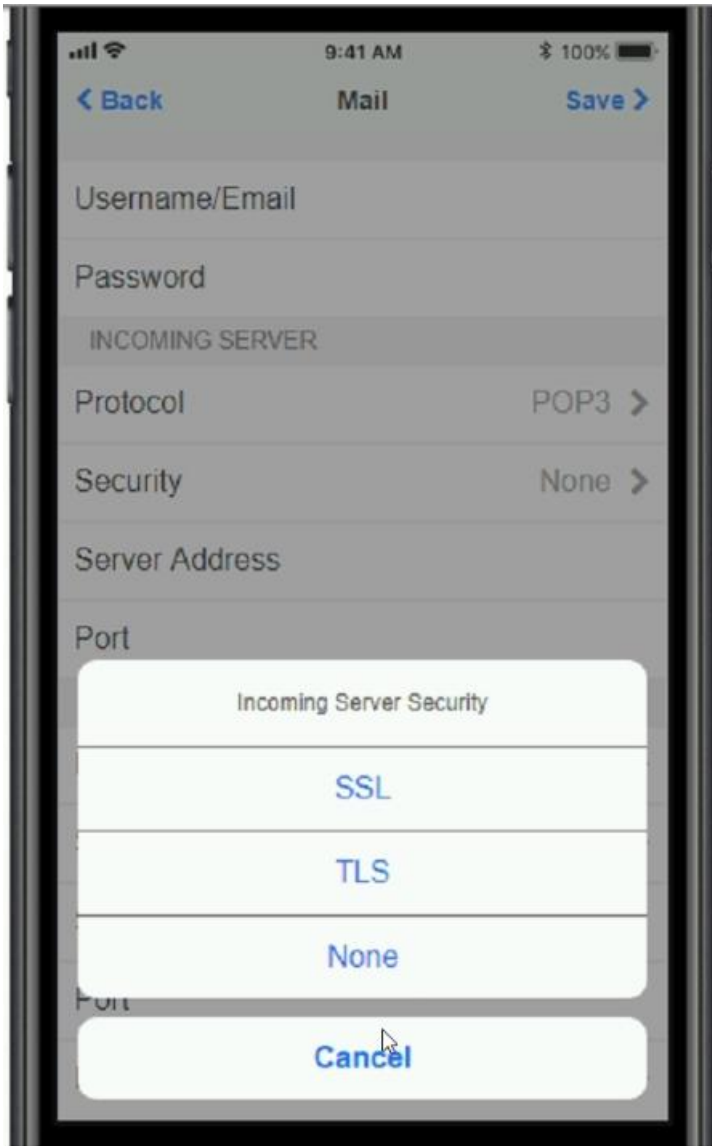 9:41 AM 100%
Back Mail Save
Username/Email
Password
INCOMING SERVER
Protocol POP3
Security None
Server Address
Port
Incoming Server Security
SSL
TLS
None
Port
Cancel